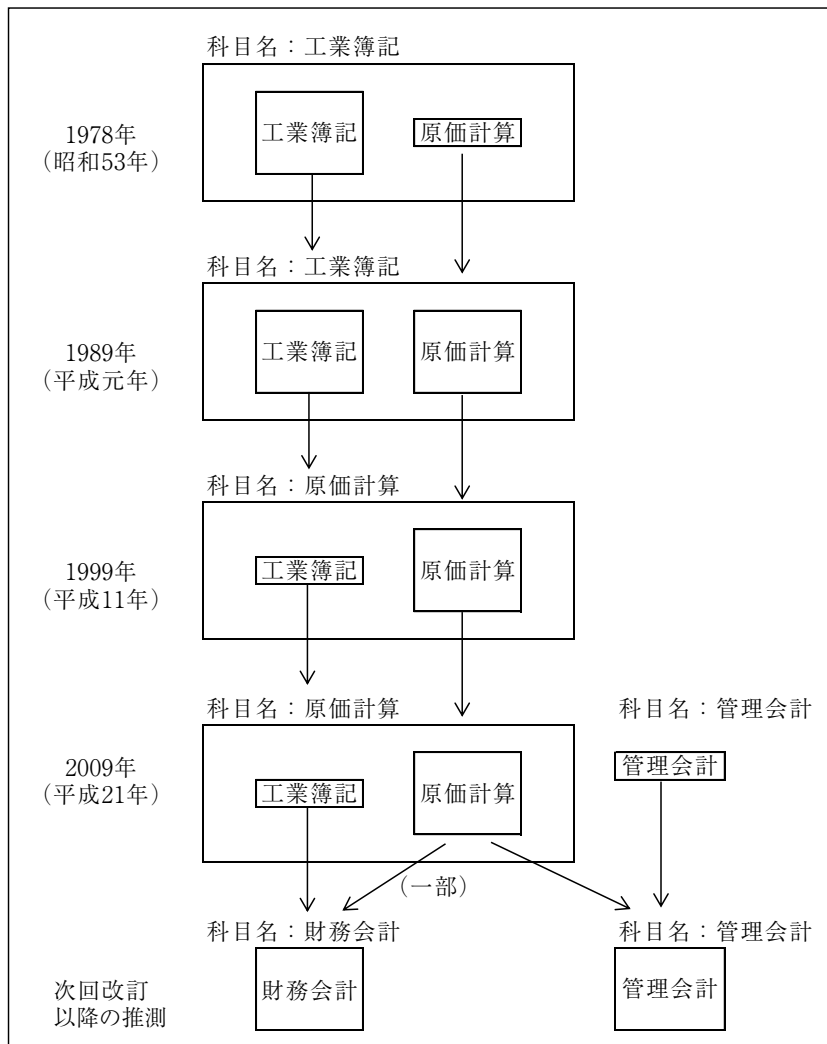 科目名：工業簿記
工業簿記
原価計算
1978年
（昭和53年）
科目名：工業簿記
工業簿記
原価計算
1989年
（平成元年）
科目名：原価計算
工業簿記
原価計算
1999年
（平成11年）
科目名：原価計算
科目名：管理会計
工業簿記
原価計算
管理会計
2009年
（平成21年）
（一部）
科目名：財務会計
科目名：管理会計
財務会計
管理会計
次回改訂
以降の推測